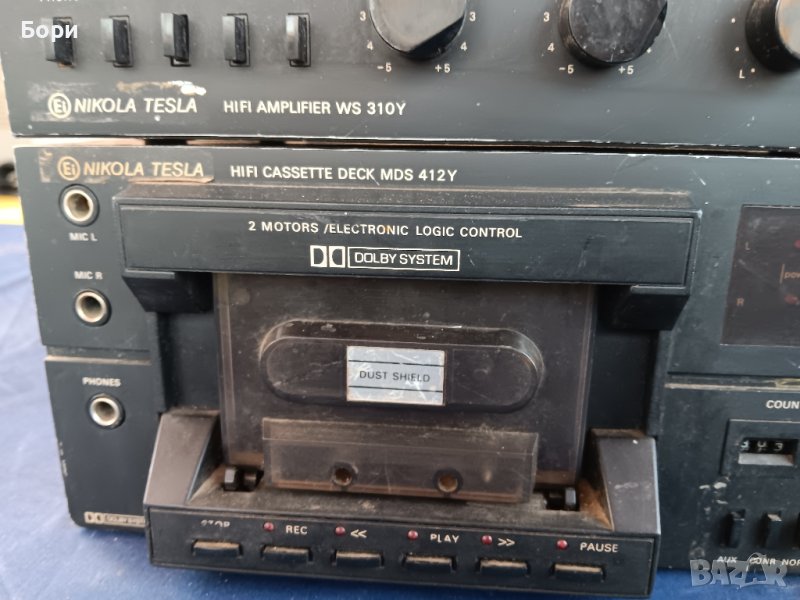 Бори
3 3 3
4 4 4
-5 +5 -5 +5 L
Ei NIKOLA TESLA HIFI AMPLIFIER WS 310Y
Ei NIKOLA TESLA HIFI CASSETTE DECK MDS 412Y
2 MOTORS /ELECTRONIC LOGIC CONTROL
DOLBY SYSTEM
MIC L
MIC R
PHONES
DUST SHIELD
L
R
COUN
STOP REC << PLAY >> PAUSE
AUX NOR
BAZAR